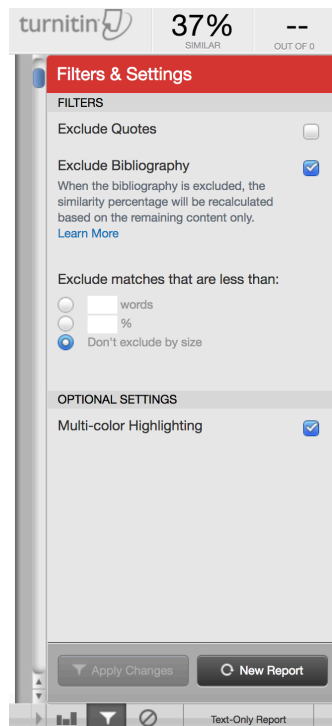 turnitin
37%
SIMILAR
--
OUT OF 0
Filters & Settings
FILTERS
Exclude Quotes
Exclude Bibliography
When the bibliography is excluded, the
similarity percentage will be recalculated
based on the remaining content only.
Learn More
Exclude matches that are less than:
words
%
Don't exclude by size
OPTIONAL SETTINGS
Multi-color Highlighting
Apply Changes
New Report
Text-Only Report